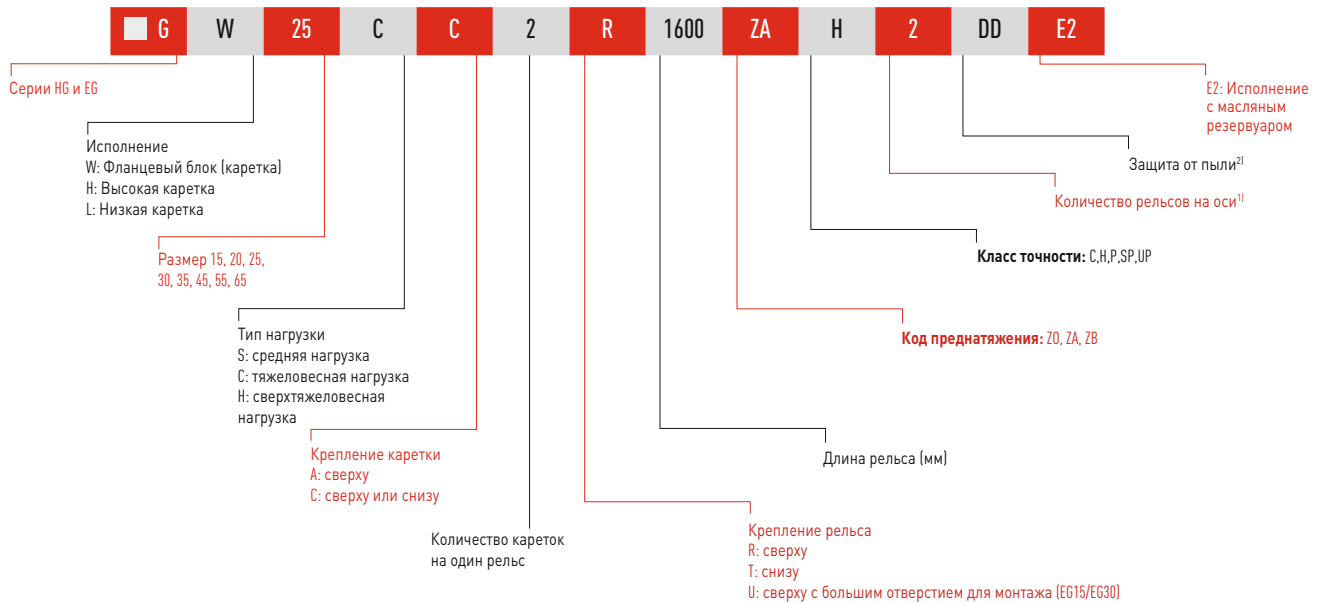 G W 25 C C 2 R 1600 ZA H 2 DD E2
Серии HG и EG
E2: Исполнение
с масляным
резервуаром
Исполнение
W: Фланцевый блок (каретка)
H: Высокая каретка
L: Низкая каретка
Защита от пыли²⁾
Количество рельсов на оси¹⁾
Размер 15, 20, 25,
30, 35, 45, 55, 65
Класс точности: C,H,P,SP,UP
Тип нагрузки
S: средняя нагрузка
C: тяжеловесная нагрузка
H: сверхтяжеловесная
нагрузка
Код преднатяжения: Z0, ZA, ZB
Крепление каретки
A: сверху
C: сверху или снизу
Длина рельса (мм)
Количество кареток
на один рельс
Крепление рельса
R: сверху
T: снизу
U: сверху с большим отверстием для монтажа (EG15/EG30)